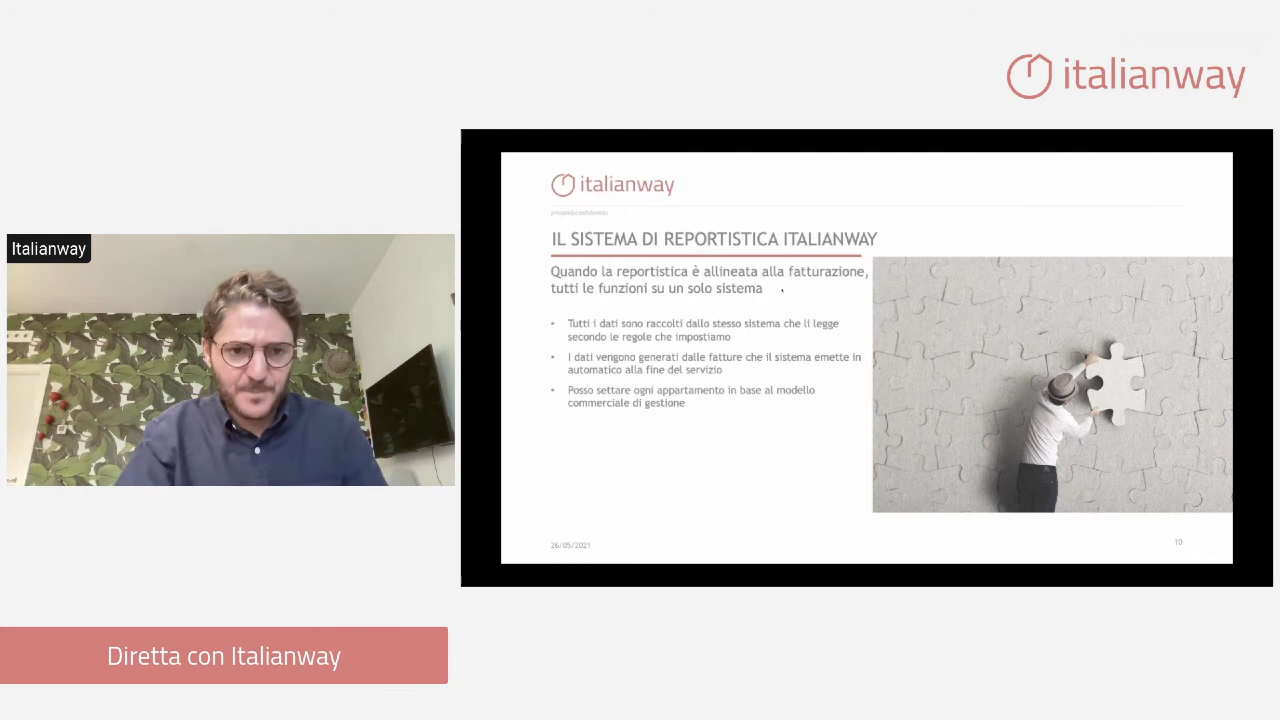 italianway
Italianway
italianway
IL SISTEMA DI REPORTISTICA ITALIANWAY
Quando la reportistica è allineata alla fatturazione,
tutti le funzioni su un solo sistema
• Tutti i dati sono raccolti dallo stesso sistema che li legge
secondo le regole che impostiamo
• I dati vengono generati dalle fatture che il sistema emette in
automatico alla fine del servizio
• Posso settare ogni appartamento in base al modello
commerciale di gestione
26/05/2021
10
Diretta con Italianway